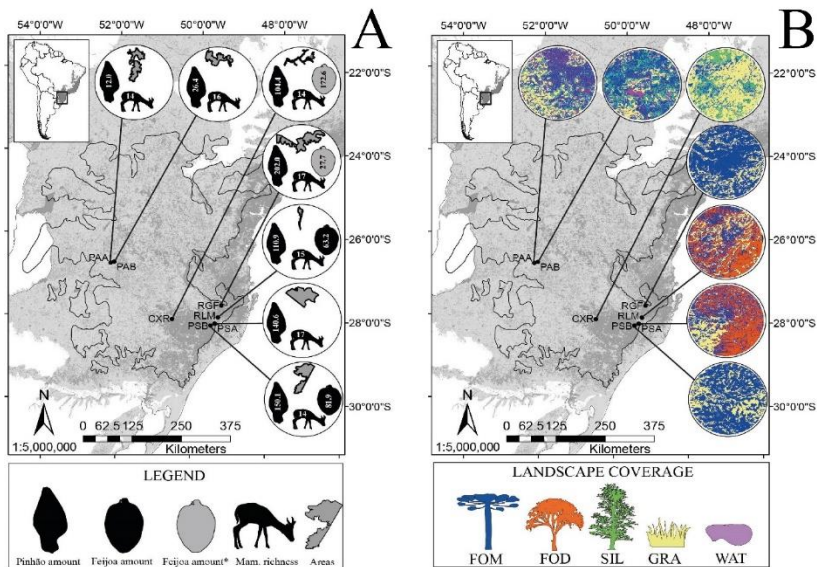 54°0'0"W 52°0'0"W 50°0'0"W 48°0'0"W
A
22°0'0"S
24°0'0"S
26°0'0"S
28°0'0"S
30°0'0"S
12.0 14
26.4 16
104.4 14 172.6
202.0 17 22.7
110.9 15 63.2
140.6 17
150.1 14 81.9
PAA
PAB
CXR
RGF
RLM
PSB
PSA
N
0 62.5 125 250 375
Kilometers
1:5,000,000
LEGEND
Pinhão amount Feijoa amount Feijoa amount* Mam. richness Areas
54°0'0"W 52°0'0"W 50°0'0"W 48°0'0"W
B
22°0'0"S
24°0'0"S
26°0'0"S
28°0'0"S
30°0'0"S
PAA
PAB
CXR
RGF
RLM
PSB
PSA
N
0 62.5 125 250 375
Kilometers
1:5,000,000
LANDSCAPE COVERAGE
FOM FOD SIL GRA WAT